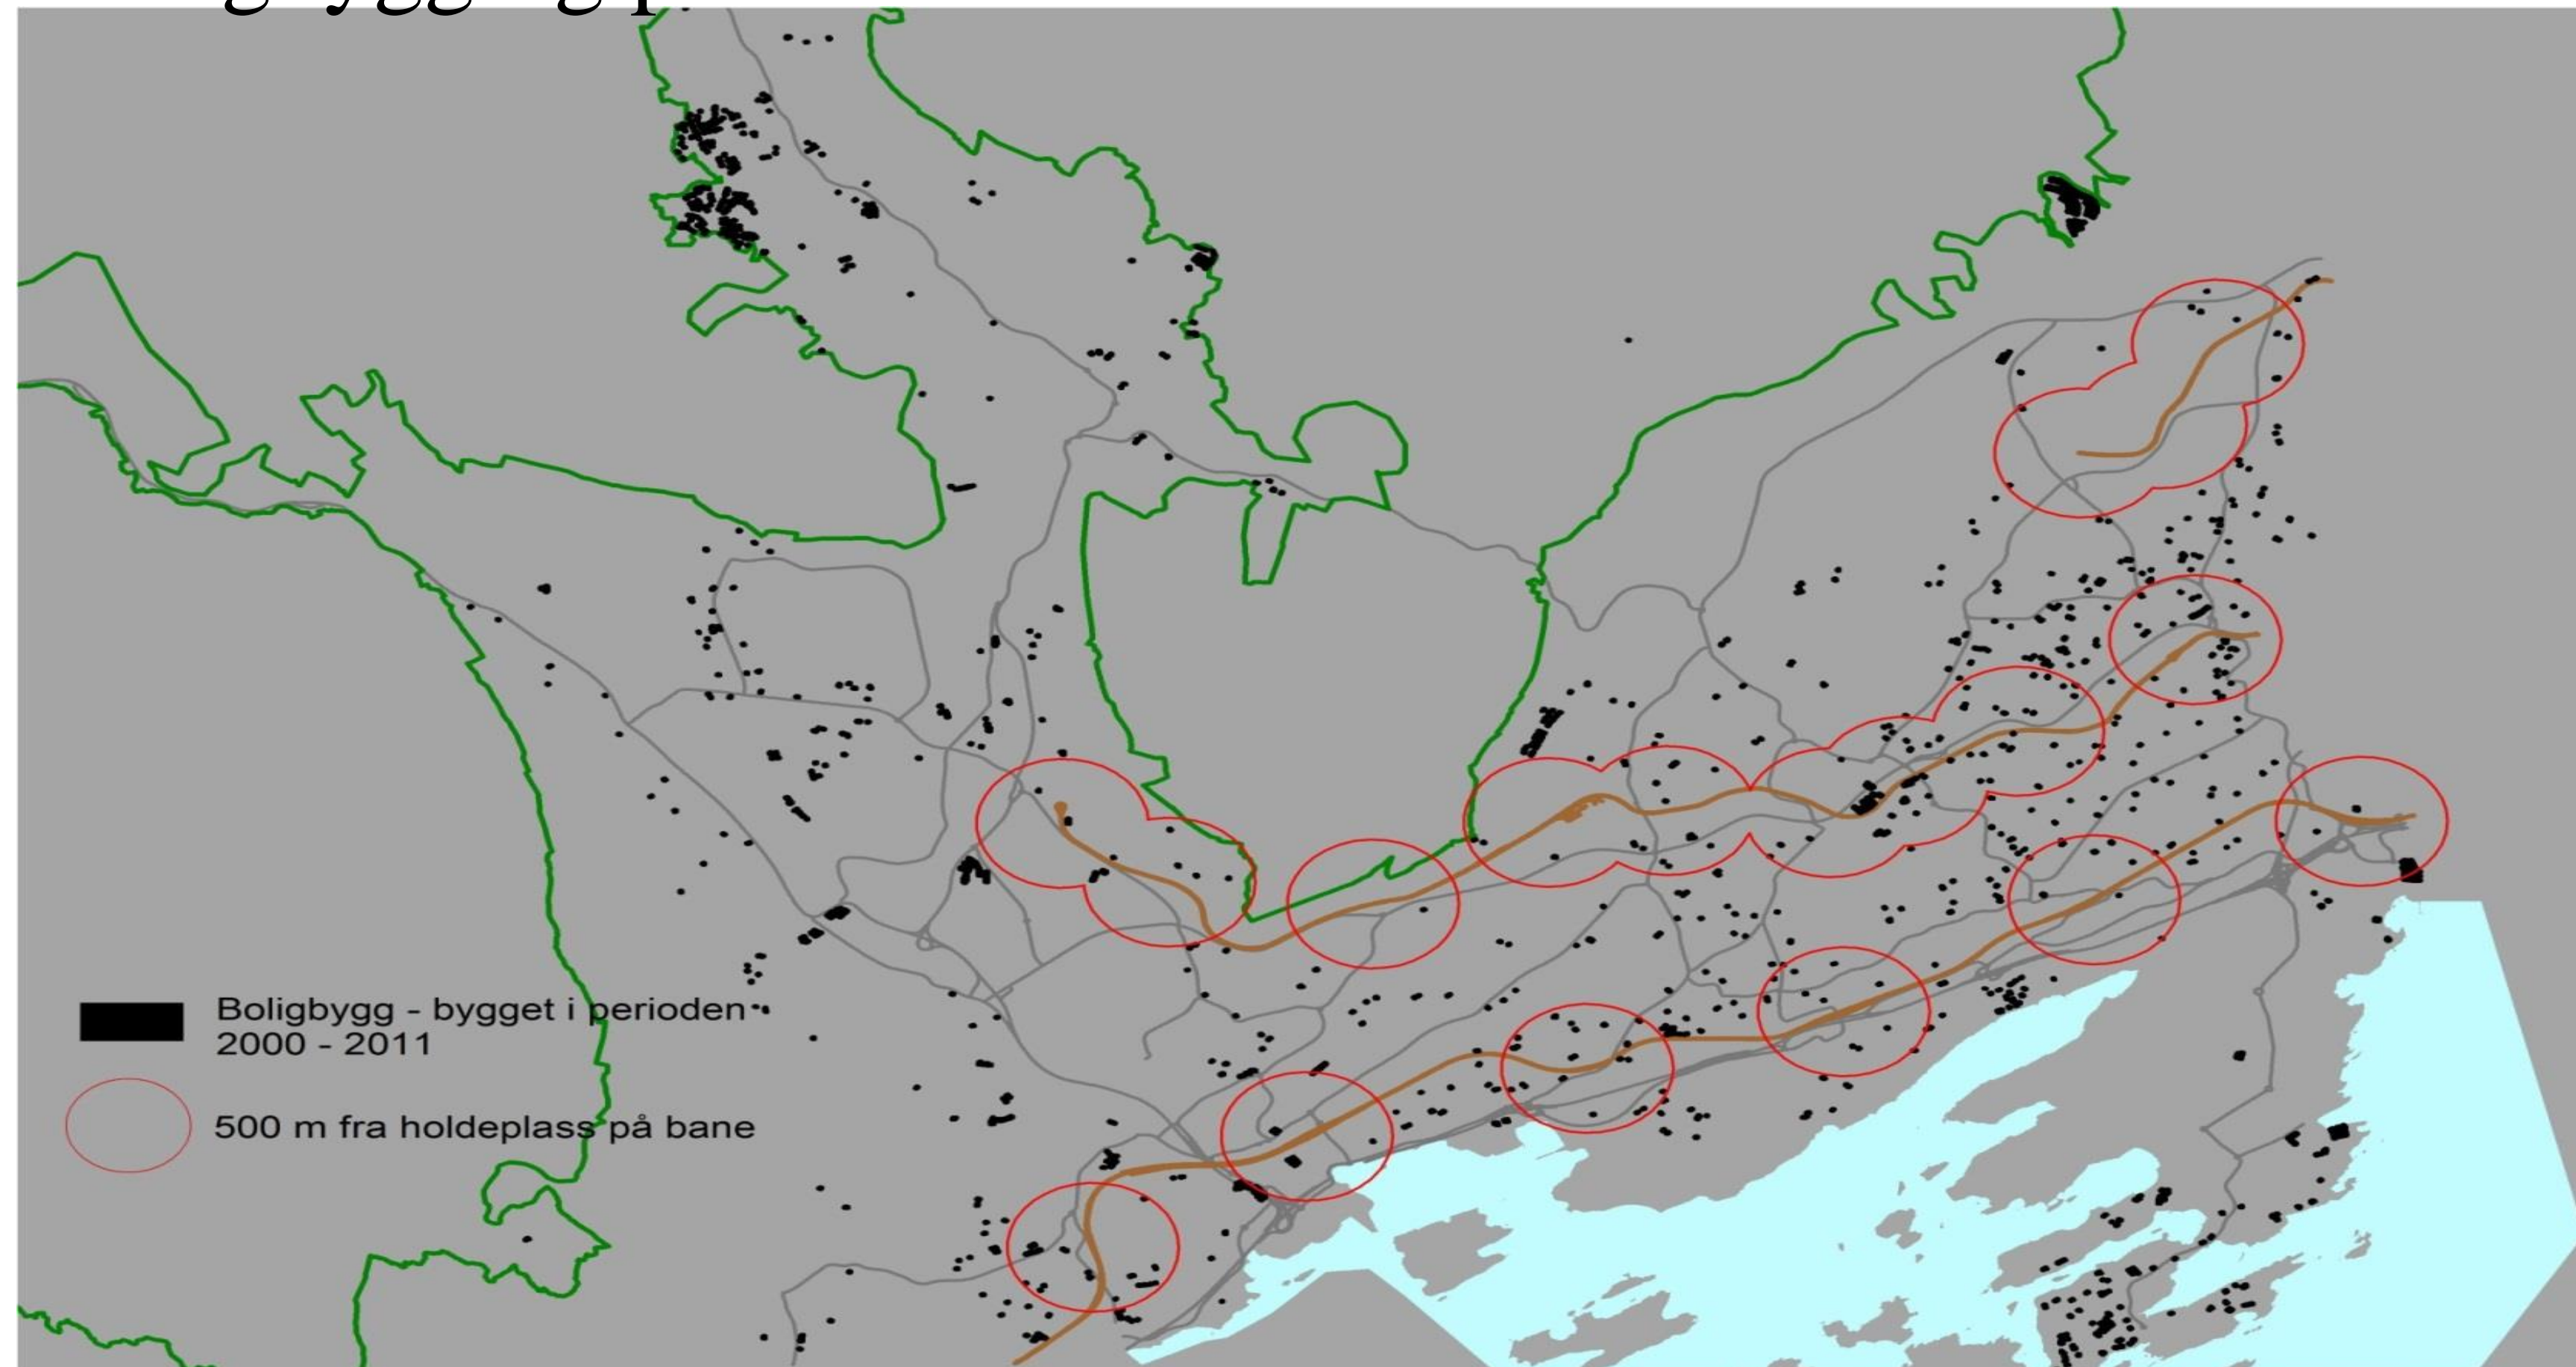 Boligbygg - bygget i perioden
2000 - 2011
500 m fra holdeplass på bane